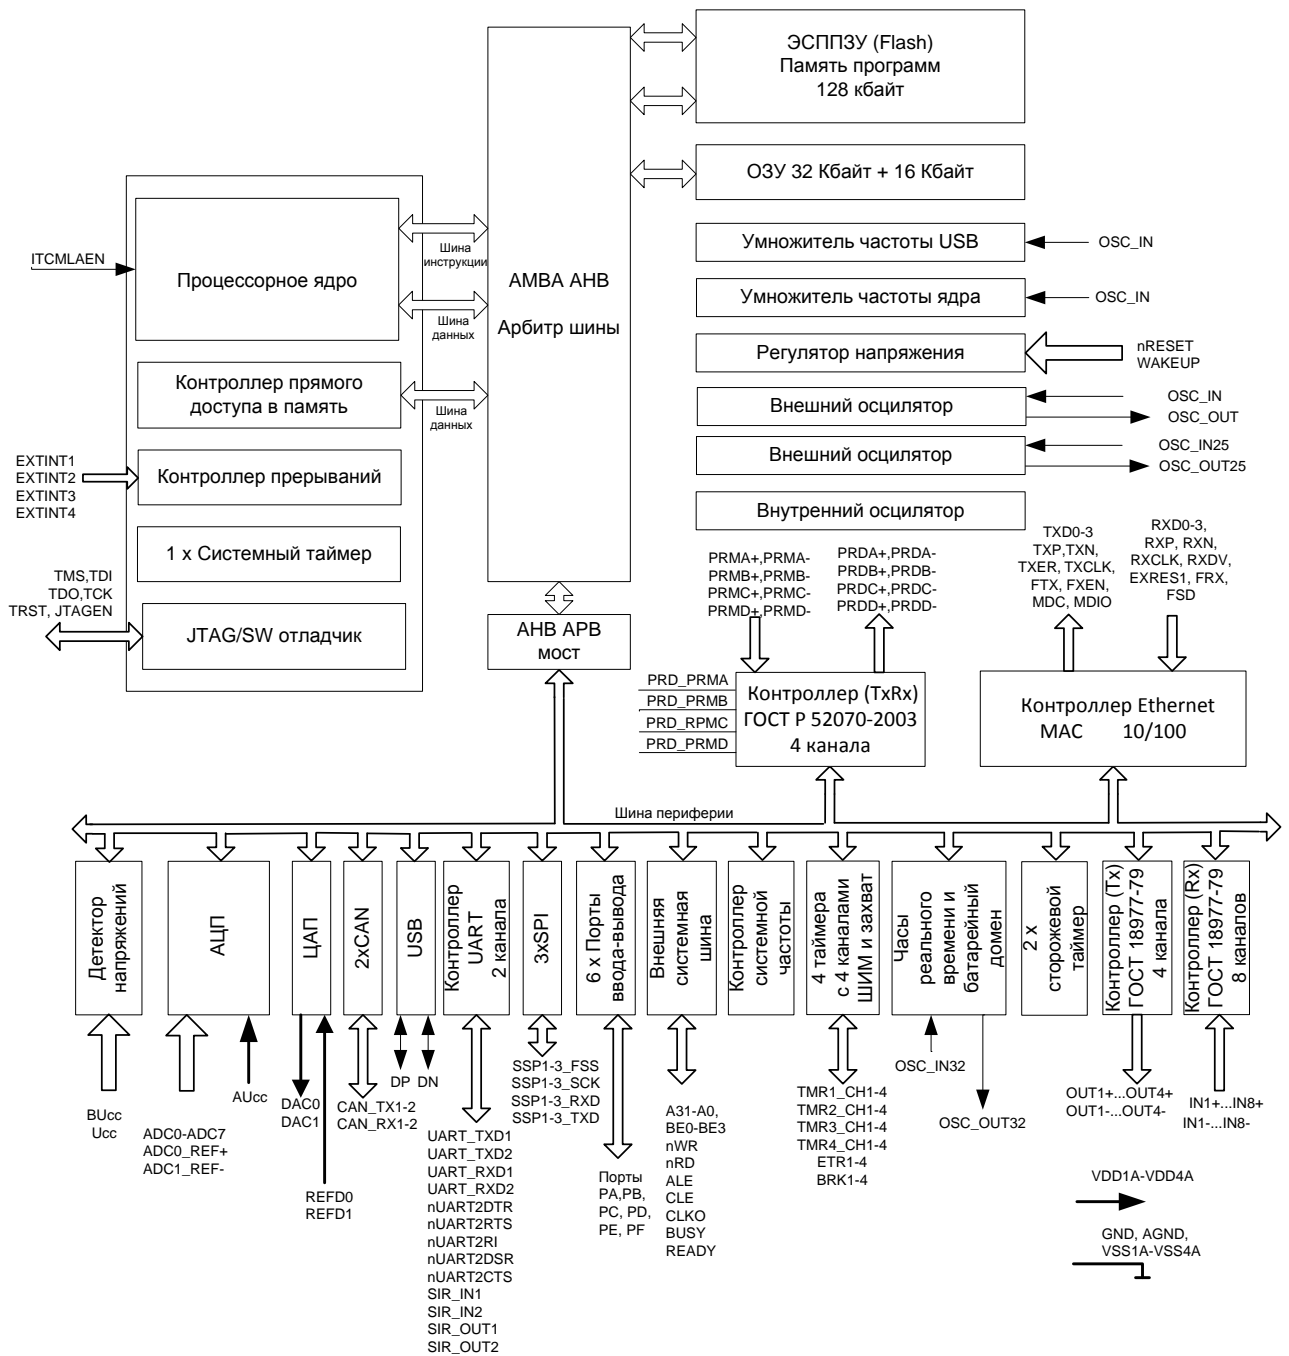 ЭСППЗУ (Flash)
Память программ
128 кбайт
ОЗУ 32 Кбайт + 16 Кбайт
Умножитель частоты USB
OSC_IN
Умножитель частоты ядра
OSC_IN
Регулятор напряжения
nRESET
WAKEUP
Внешний осцилятор
OSC_IN
OSC_OUT
Внешний осцилятор
OSC_IN25
OSC_OUT25
Внутренний осцилятор
ITCMLAEN
Процессорное ядро
Шина
инструкции
Шина
данных
АМВА АНВ
Арбитр шины
Контроллер прямого
доступа в память
Шина
данных
EXTINT1
EXTINT2
EXTINT3
EXTINT4
Контроллер прерываний
1 x Системный таймер
TMS,TDI
TDO,TCK
TRST, JTAGEN
JTAG/SW отладчик
АНВ АРВ
мост
PRMA+,PRMA-
PRMB+,PRMB-
PRMC+,PRMC-
PRMD+,PRMD-
PRDA+,PRDA-
PRDB+,PRDB-
PRDC+,PRDC-
PRDD+,PRDD-
TXD0-3
TXP,TXN,
TXER, TXCLK,
FTX, FXEN,
MDC, MDIO
RXD0-3,
RXP, RXN,
RXCLK, RXDV,
EXRES1, FRX,
FSD
PRD_PRMA
PRD_PRMB
PRD_RPMC
PRD_PRMD
Контроллер (TxRx)
ГОСТ Р 52070-2003
4 канала
Контроллер Ethernet
MAC 10/100
Шина периферии
Детектор
напряжений
АЦП
ЦАП
2xCAN
USB
Контроллер
UART
2 канала
3xSPI
6 x Порты
ввода-вывода
Внешняя
системная
шина
Контроллер
системной
частоты
4 таймера
с 4 каналами
ШИМ и захват
Часы
реального
времени и
батарейный
домен
2 x
сторожевой
таймер
Контроллер (Tx)
ГОСТ 18977-79
4 канала
Контроллер (Rx)
ГОСТ 18977-79
8 каналов
BUcc
Ucc
ADC0-ADC7
ADC0_REF+
ADC1_REF-
AUcc
DAC0
DAC1
REFD0
REFD1
CAN_TX1-2
CAN_RX1-2
DP
DN
UART_TXD1
UART_TXD2
UART_RXD1
UART_RXD2
nUART2DTR
nUART2RTS
nUART2RI
nUART2DSR
nUART2CTS
SIR_IN1
SIR_IN2
SIR_OUT1
SIR_OUT2
SSP1-3_FSS
SSP1-3_SCK
SSP1-3_RXD
SSP1-3_TXD
Порты
PA,PB,
PC, PD,
PE, PF
A31-A0,
BE0-BE3
nWR
nRD
ALE
CLE
CLKO
BUSY
READY
TMR1_CH1-4
TMR2_CH1-4
TMR3_CH1-4
TMR4_CH1-4
ETR1-4
BRK1-4
OSC_IN32
OSC_OUT32
OUT1+...OUT4+
OUT1-...OUT4-
IN1+...IN8+
IN1-...IN8-
VDD1A-VDD4A
GND, AGND,
VSS1A-VSS4A